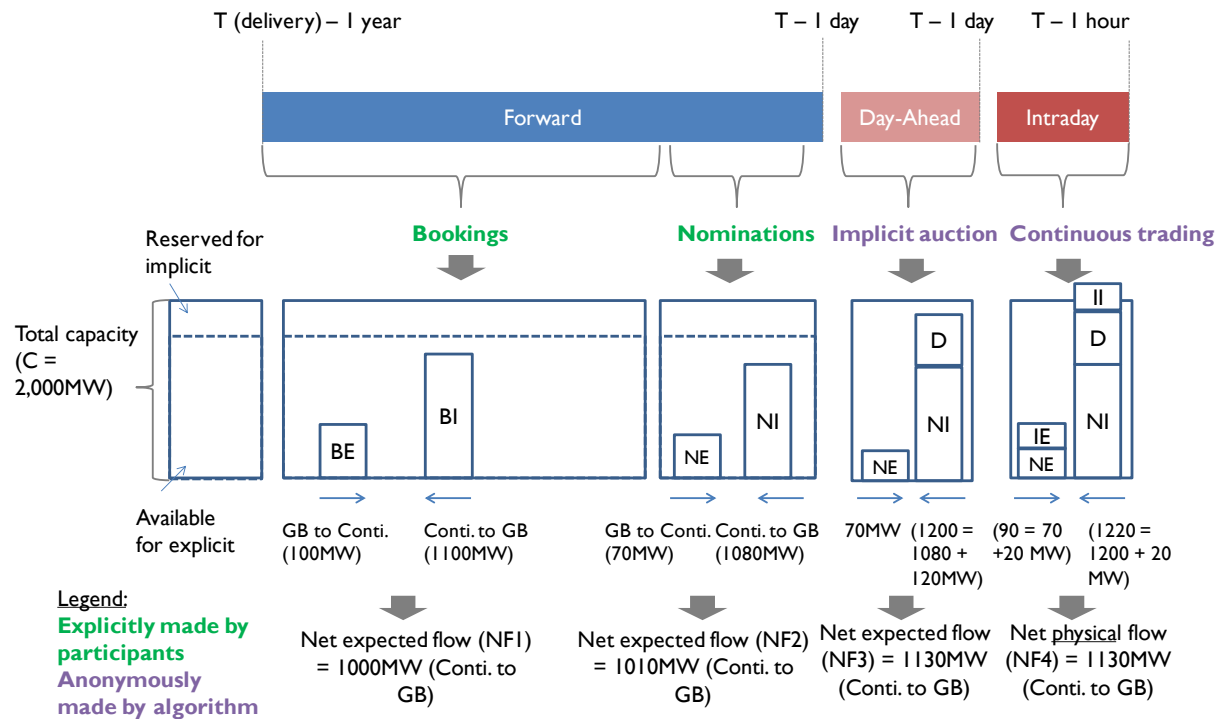 T (delivery) – 1 year
T – 1 day
T – 1 day
T – 1 hour
Forward
Day-Ahead
Intraday
Reserved for
implicit
Bookings
Nominations
Implicit auction
Continuous trading
Total capacity
(C =
2,000MW)
BE
BI
NE
NI
NE
D
NI
IE
NE
II
D
NI
Available
for explicit
GB to Conti.
(100MW)
Conti. to GB
(1100MW)
GB to Conti.
(70MW)
Conti. to GB
(1080MW)
70MW
(1200 =
1080 +
120MW)
(90 = 70
+20 MW)
(1220 =
1200 + 20
MW)
Legend:
Explicitly made by
participants
Anonymously
made by algorithm
Net expected flow (NF1)
= 1000MW (Conti. to
GB)
Net expected flow (NF2)
= 1010MW (Conti. to
GB)
Net expected flow
(NF3) = 1130MW
(Conti. to GB)
Net physical flow
(NF4) = 1130MW
(Conti. to GB)